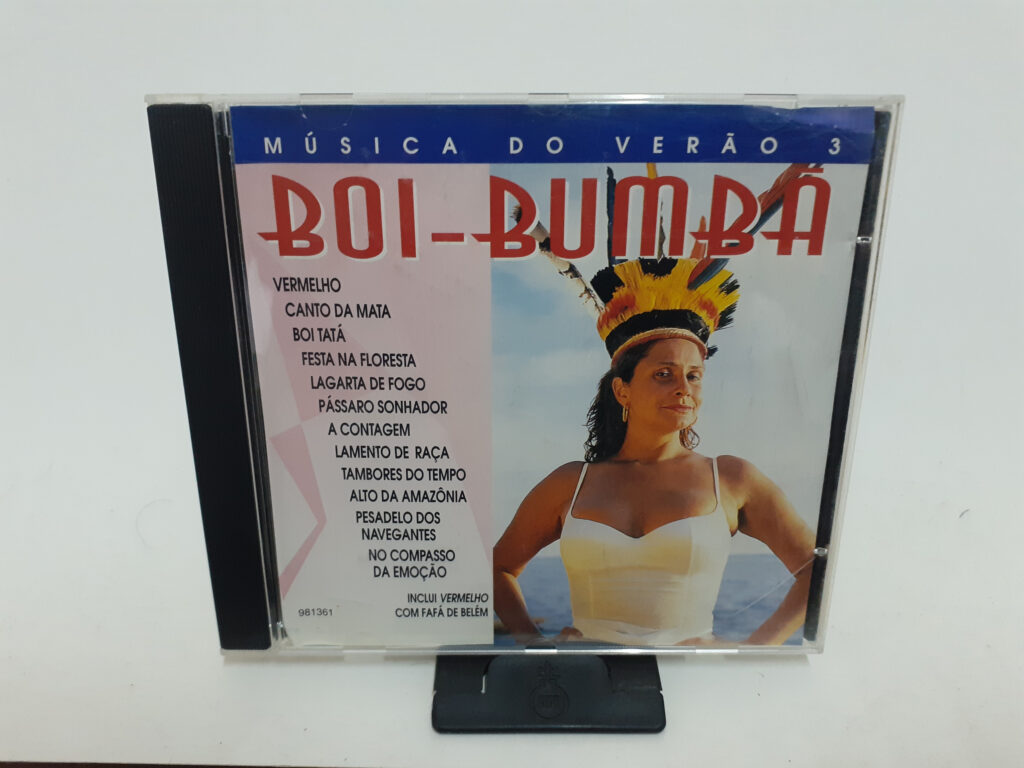 MÚSICA DO VERÃO 3
BOI-BUMBÁ
VERMELHO
CANTO DA MATA
BOI TATÁ
FESTA NA FLORESTA
LAGARTA DE FOGO
PÁSSARO SONHADOR
A CONTAGEM
LAMENTO DE RAÇA
TAMBORES DO TEMPO
ALTO DA AMAZÔNIA
PESADELO DOS
NAVEGANTES
NO COMPASSO
DA EMOÇÃO
INCLUI VERMELHO
COM FAFÁ DE BELÉM
981361